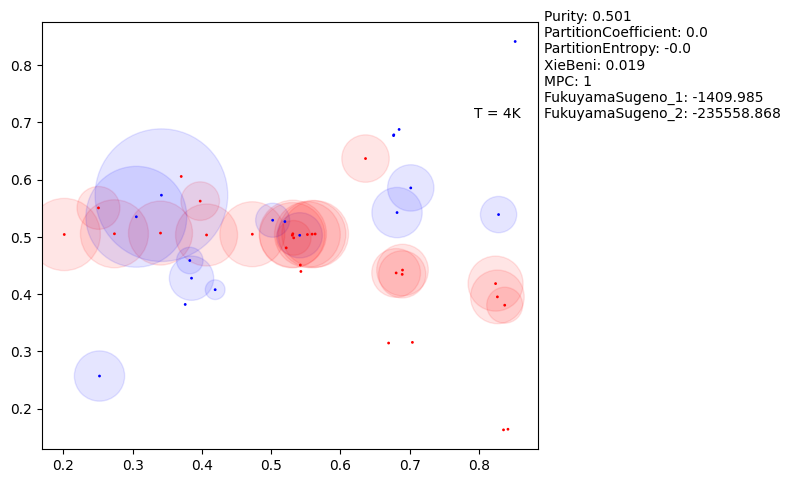 Purity: 0.501
PartitionCoefficient: 0.0
PartitionEntropy: -0.0
XieBeni: 0.019
MPC: 1
FukuyamaSugeno_1: -1409.985
FukuyamaSugeno_2: -235558.868
T = 4K
0.8
0.7
0.6
0.5
0.4
0.3
0.2
0.2 0.3 0.4 0.5 0.6 0.7 0.8